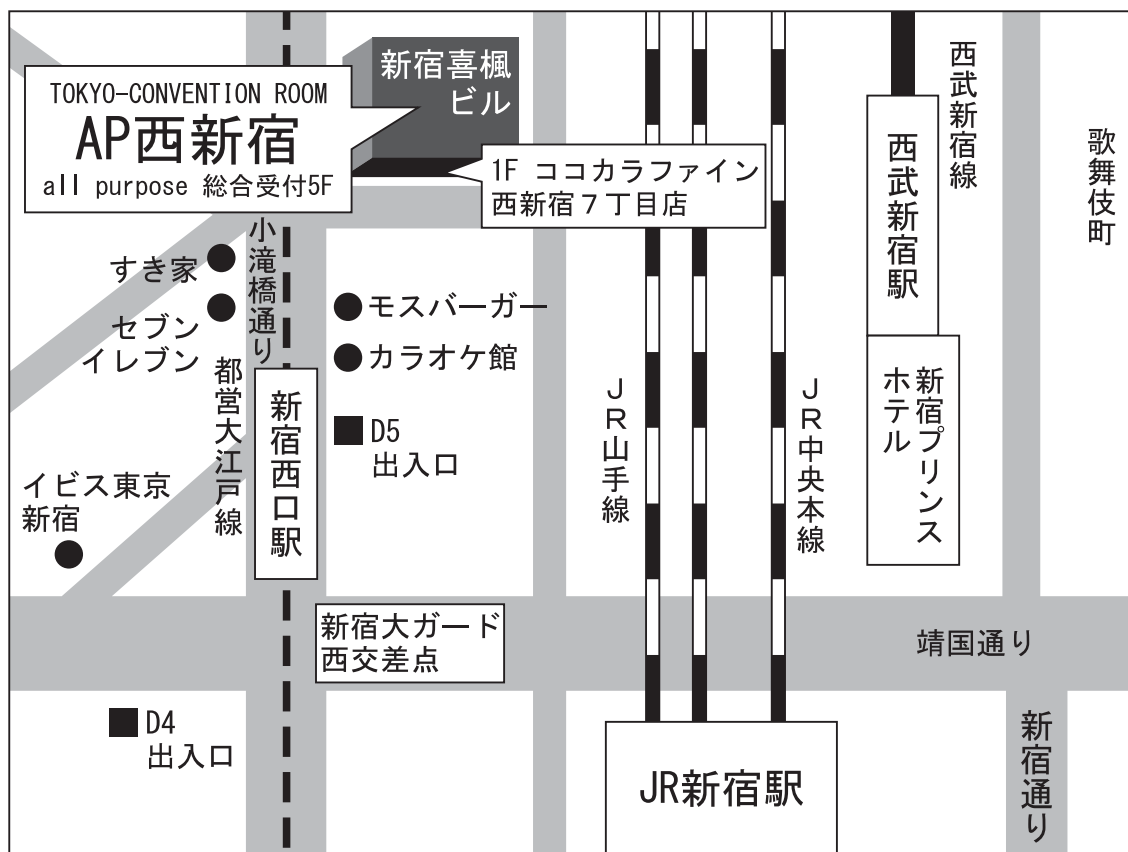 新宿喜楓
ビル
TOKYO-CONVENTION ROOM
AP西新宿
all purpose 総合受付5F
1F ココカラファイン
西新宿７丁目店
西武新宿線
西武新宿駅
歌舞伎町
小滝橋通り
すき家
セブン
イレブン
モスバーガー
カラオケ館
都営大江戸線
新宿西口駅
D5
出入口
JR山手線
JR中央本線
新宿プリンス
ホテル
イビス東京
新宿
新宿大ガード
西交差点
靖国通り
D4
出入口
JR新宿駅
新宿通り